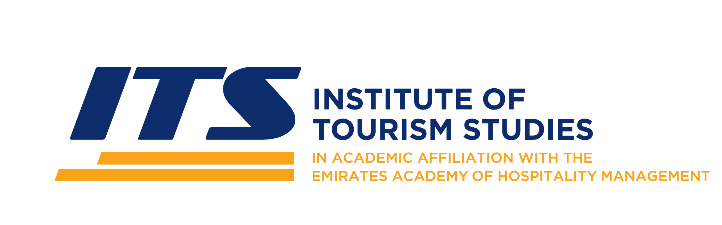 ITS
INSTITUTE OF
TOURISM STUDIES
IN ACADEMIC AFFILIATION WITH THE
EMIRATES ACADEMY OF HOSPITALITY MANAGEMENT